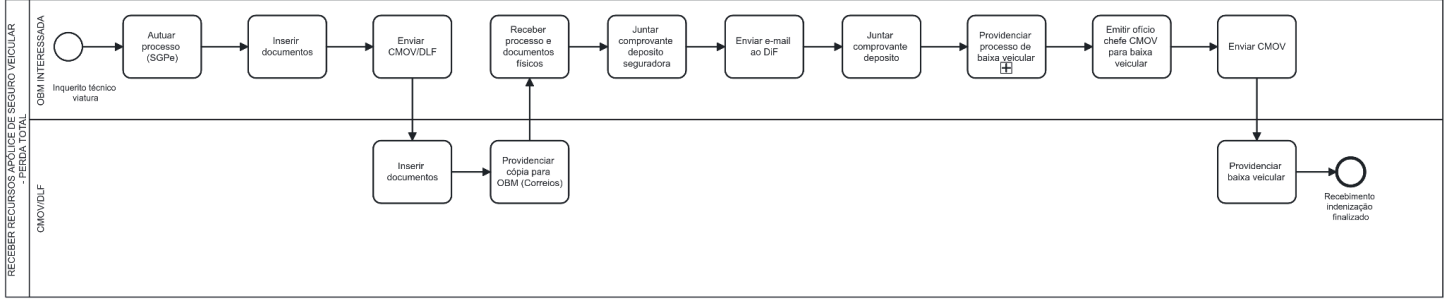 RECEBER RECURSOS APÓLICE DE SEGURO VEICULAR
- PERDA TOTAL
OBM INTERESSADA
Inquerito técnico
viatura
Autuar
processo
(SGPe)
Inserir
documentos
Enviar
CMOV/DLF
Receber
processo e
documentos
físicos
Juntar
comprovante
deposito
seguradora
Enviar e-mail
ao DiF
Juntar
comprovante
deposito
Providenciar
processo de
baixa veicular
Emitir ofício
chefe CMOV
para baixa
veicular
Enviar CMOV
CMOV/DLF
Inserir
documentos
Providenciar
cópia para
OBM (Correios)
Providenciar
baixa veicular
Recebimento
indenização
finalizado